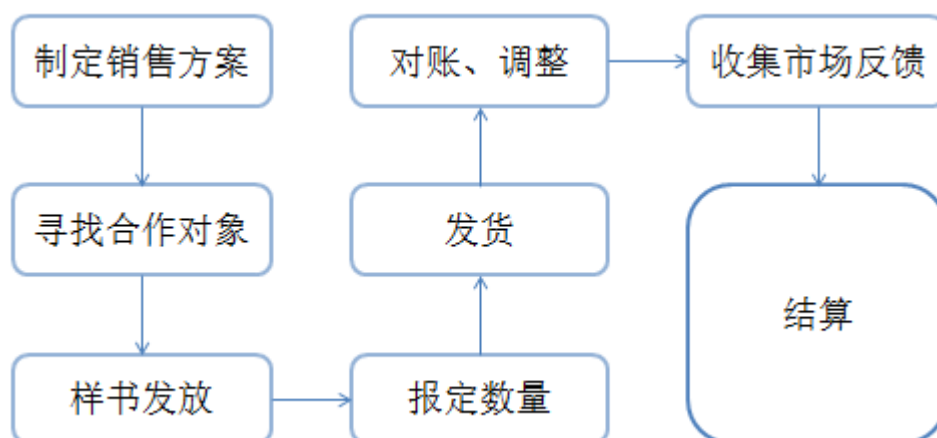 制定销售方案
寻找合作对象
样书发放
报定数量
发货
对账、调整
收集市场反馈
结算